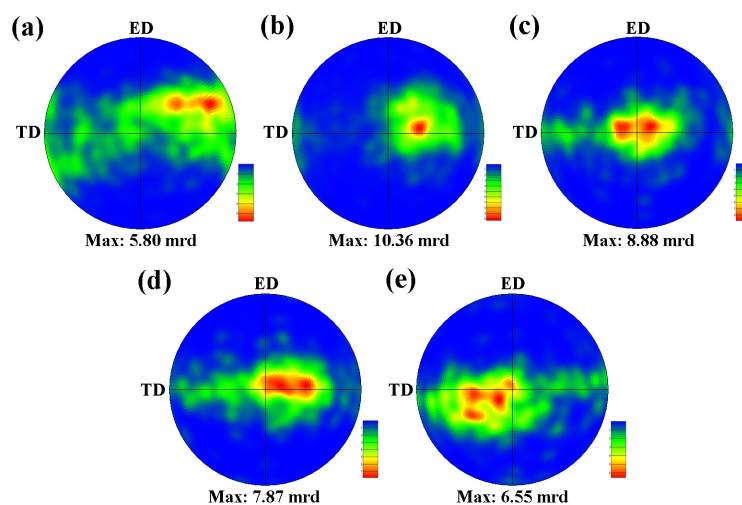 (a)
ED
TD
Max: 5.80 mrd
(b)
ED
TD
Max: 10.36 mrd
(c)
ED
TD
Max: 8.88 mrd
(d)
ED
TD
Max: 7.87 mrd
(e)
ED
TD
Max: 6.55 mrd